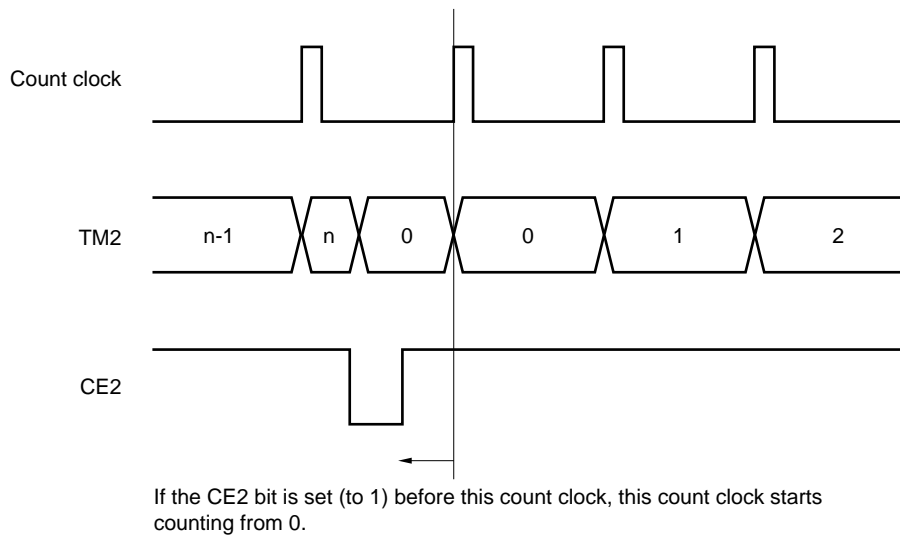 Count clock
TM2
n-1
n
0
0
1
2
CE2
If the CE2 bit is set (to 1) before this count clock, this count clock starts
counting from 0.